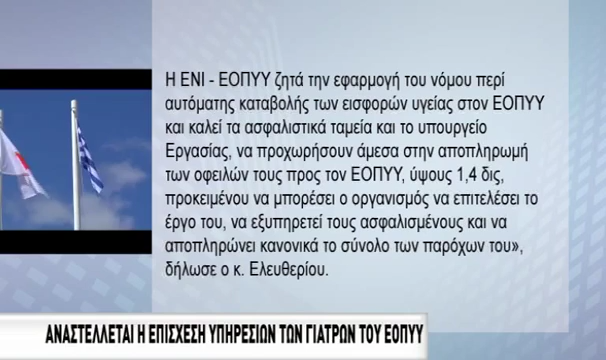 Η ΕΝΙ - ΕΟΠΥΥ ζητά την εφαρμογή του νόμου περί
αυτόματης καταβολής των εισφορών υγείας στον ΕΟΠΥΥ
και καλεί τα ασφαλιστικά ταμεία και το υπουργείο
Εργασίας, να προχωρήσουν άμεσα στην αποπληρωμή
των οφειλών τους προς τον ΕΟΠΥΥ, ύψους 1,4 δις,
προκειμένου να μπορέσει ο οργανισμός να επιτελέσει το
έργο του, να εξυπηρετεί τους ασφαλισμένους και να
αποπληρώνει κανονικά το σύνολο των παρόχων του»,
δήλωσε ο κ. Ελευθερίου.
ΑΝΑΣΤΕΛΛΕΤΑΙ Η ΕΠΙΣΧΕΣΗ ΥΠΗΡΕΣΙΩΝ ΤΩΝ ΓΙΑΤΡΩΝ ΤΟΥ ΕΟΠΥΥ